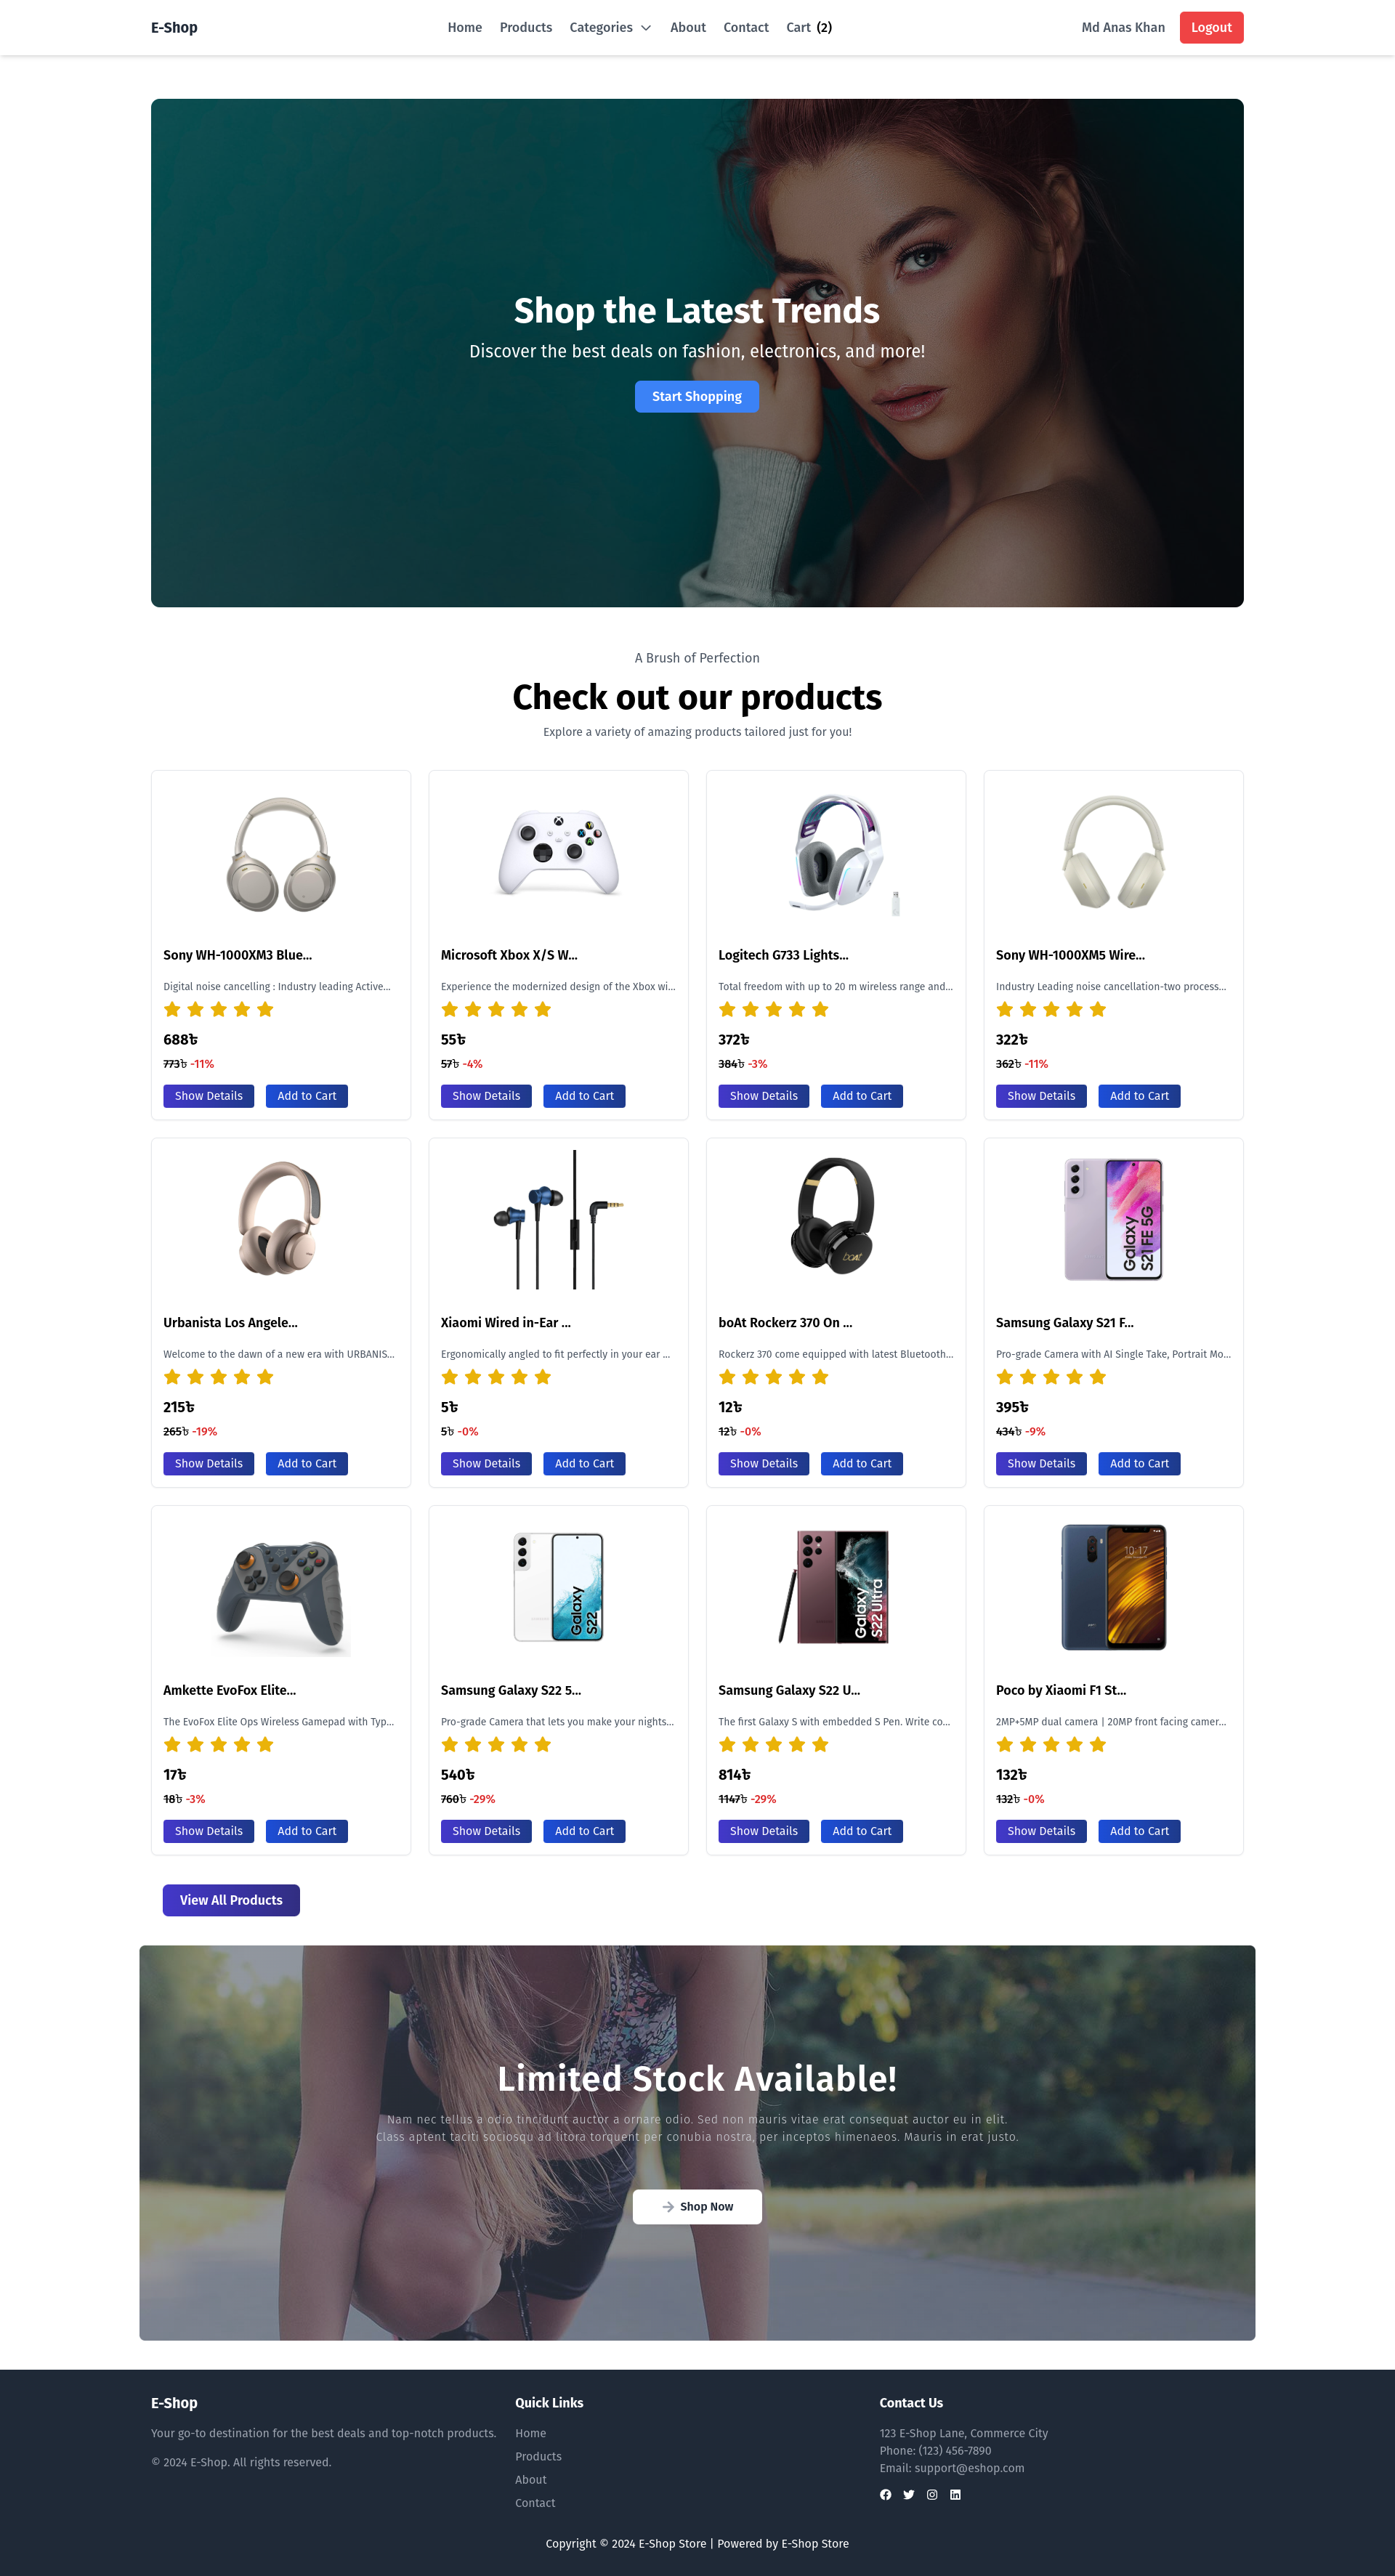 E-Shop
Home Products Categories About Contact Cart (2)
Md Anas Khan Logout
Shop the Latest Trends
Discover the best deals on fashion, electronics, and more!
Start Shopping
A Brush of Perfection
Check out our products
Explore a variety of amazing products tailored just for you!
Sony WH-1000XM3 Blue...
Digital noise cancelling : Industry leading Active...
688৳
773৳ -11%
Show Details Add to Cart
Microsoft Xbox X/S W...
Experience the modernized design of the Xbox wi...
55৳
57৳ -4%
Show Details Add to Cart
Logitech G733 Lights...
Total freedom with up to 20 m wireless range and...
372৳
384৳ -3%
Show Details Add to Cart
Sony WH-1000XM5 Wire...
Industry Leading noise cancellation-two process...
322৳
362৳ -11%
Show Details Add to Cart
Urbanista Los Angele...
Welcome to the dawn of a new era with URBANIS...
215৳
265৳ -19%
Show Details Add to Cart
Xiaomi Wired in-Ear ...
Ergonomically angled to fit perfectly in your ear ...
5৳
5৳ -0%
Show Details Add to Cart
boAt
boAt Rockerz 370 On ...
Rockerz 370 come equipped with latest Bluetooth...
12৳
12৳ -0%
Show Details Add to Cart
Galaxy
S21 FE 5G
Samsung Galaxy S21 F...
Pro-grade Camera with AI Single Take, Portrait Mo...
395৳
434৳ -9%
Show Details Add to Cart
Amkette EvoFox Elite...
The EvoFox Elite Ops Wireless Gamepad with Typ...
17৳
18৳ -3%
Show Details Add to Cart
Galaxy
S22
Samsung Galaxy S22 5...
Pro-grade Camera that lets you make your nights...
540৳
760৳ -29%
Show Details Add to Cart
Galaxy
S22 Ultra
Samsung Galaxy S22 U...
The first Galaxy S with embedded S Pen. Write co...
814৳
1147৳ -29%
Show Details Add to Cart
10:17
Poco by Xiaomi F1 St...
2MP+5MP dual camera | 20MP front facing camer...
132৳
132৳ -0%
Show Details Add to Cart
View All Products
Limited Stock Available!
Nam nec tellus a odio tincidunt auctor a ornare odio. Sed non mauris vitae erat consequat auctor eu in elit.
Class aptent taciti sociosqu ad litora torquent per conubia nostra, per inceptos himenaeos. Mauris in erat justo.
Shop Now
E-Shop
Your go-to destination for the best deals and top-notch products.
© 2024 E-Shop. All rights reserved.
Quick Links
Home
Products
About
Contact
Contact Us
123 E-Shop Lane, Commerce City
Phone: (123) 456-7890
Email: support@eshop.com
Copyright © 2024 E-Shop Store | Powered by E-Shop Store